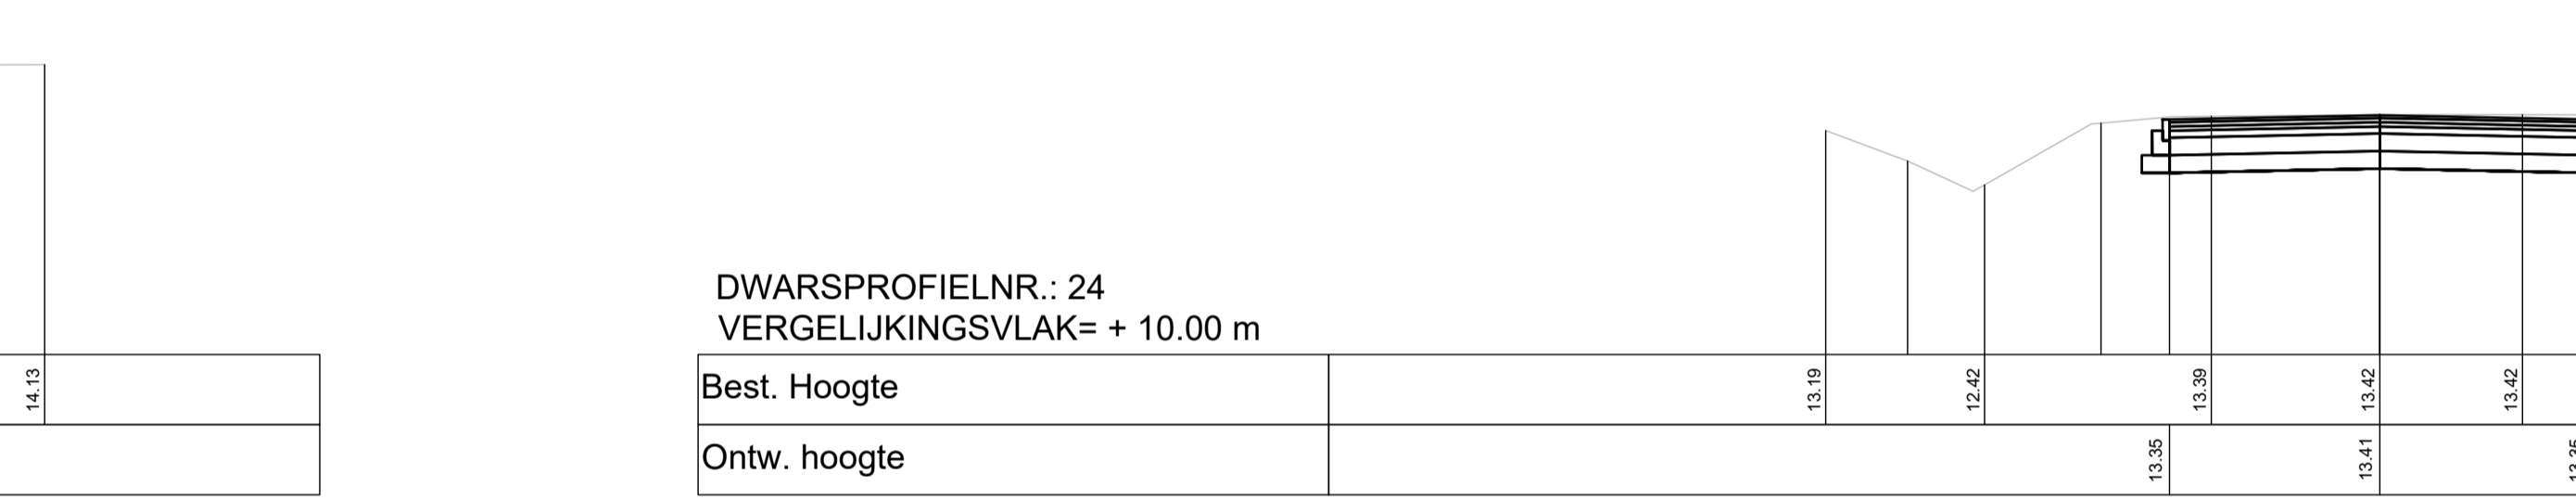 DWARSPROFIELNR.: 24
VERGELIJKINGSVLAK= + 10.00 m
14.13
Best. Hoogte 13.19 12.42 13.39 13.42 13.42
Ontw. hoogte 13.35 13.41